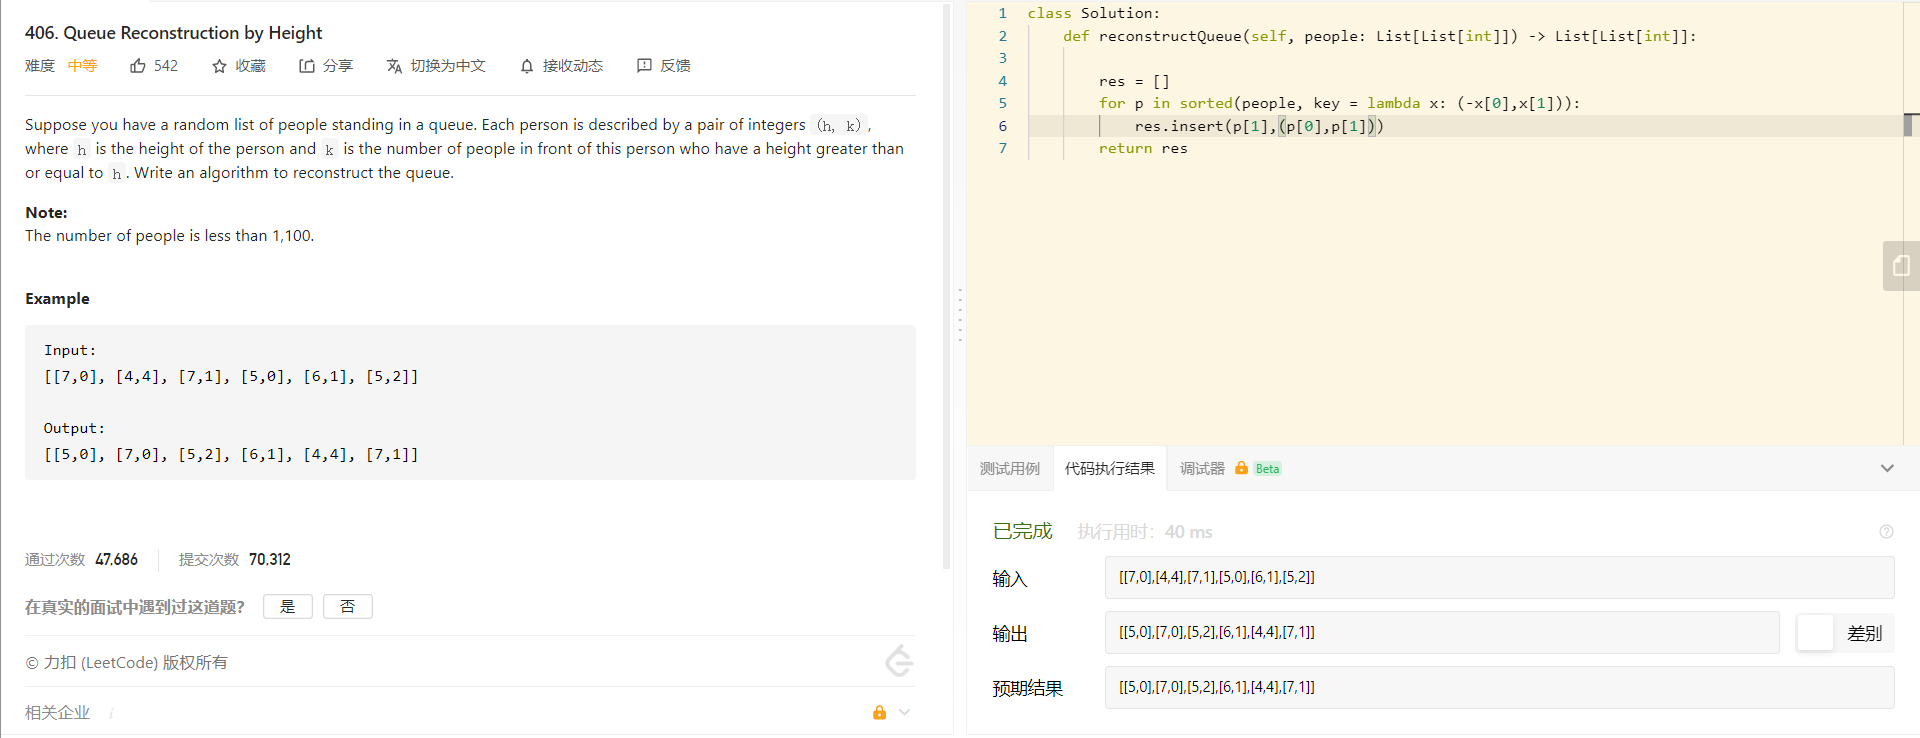 406. Queue Reconstruction by Height
难度 中等 542 收藏 分享 切换为中文 接收动态 反馈
Suppose you have a random list of people standing in a queue. Each person is described by a pair of integers (h, k),
where h is the height of the person and k is the number of people in front of this person who have a height greater than
or equal to h. Write an algorithm to reconstruct the queue.
Note:
The number of people is less than 1,100.
Example
Input:
[[7,0], [4,4], [7,1], [5,0], [6,1], [5,2]]
Output:
[[5,0], [7,0], [5,2], [6,1], [4,4], [7,1]]
通过次数 47,686 提交次数 70,312
在真实的面试中遇到过这道题? 是 否
© 力扣 (LeetCode) 版权所有
相关企业 i
1 class Solution:
2     def reconstructQueue(self, people: List[List[int]]) -> List[List[int]]:
3
4         res = []
5         for p in sorted(people, key = lambda x: (-x[0],x[1])):
6             res.insert(p[1],(p[0],p[1]))
7         return res
测试用例 代码执行结果 调试器 Beta
已完成 执行用时: 40 ms
输入 [[7,0],[4,4],[7,1],[5,0],[6,1],[5,2]]
输出 [[5,0],[7,0],[5,2],[6,1],[4,4],[7,1]] 差别
预期结果 [[5,0],[7,0],[5,2],[6,1],[4,4],[7,1]]